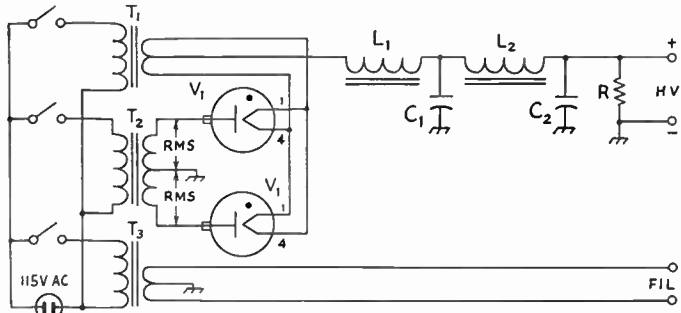 T1
L1
L2
+
V1
1
4
C1
C2
R
HV
−
T2
RMS
RMS
V1
1
4
T3
115V AC
FIL